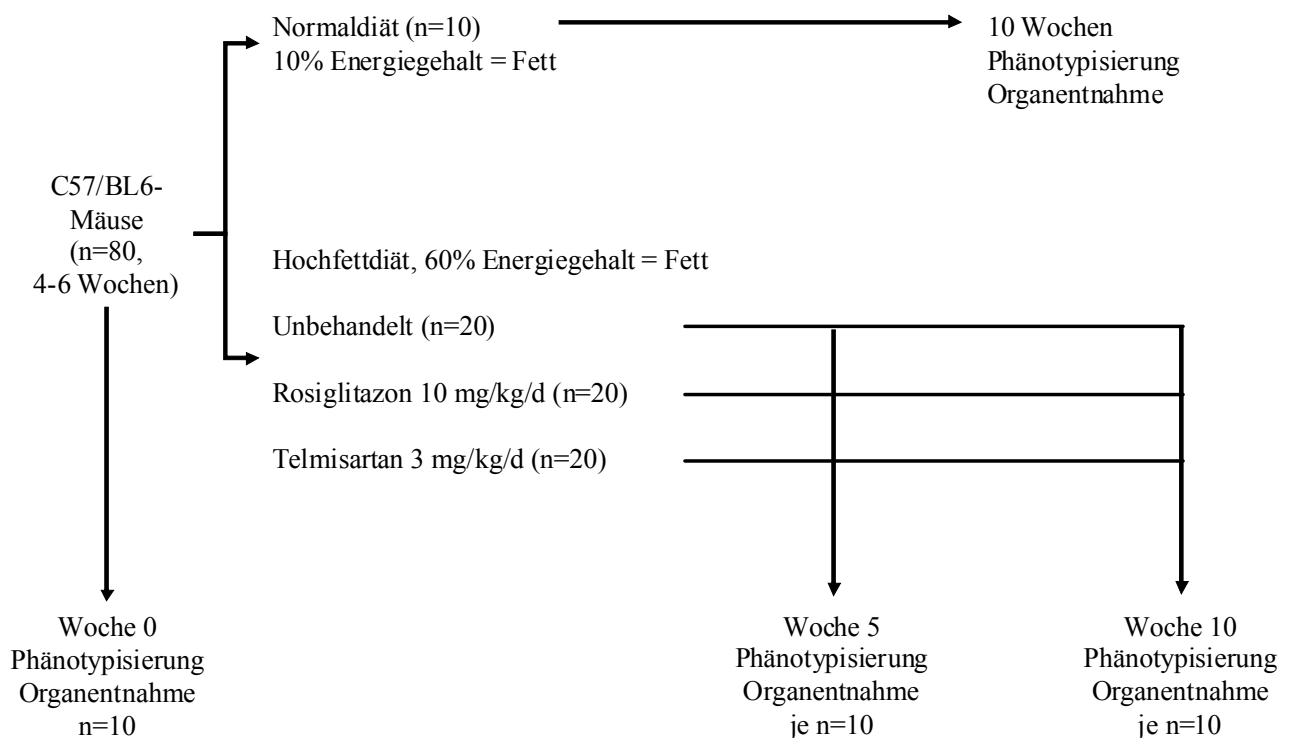 Normaldiät (n=10)
10% Energiegehalt = Fett
10 Wochen
Phänotypisierung
Organentnahme
C57/BL6-
Mäuse
(n=80,
4-6 Wochen)
Hochfettdiät, 60% Energiegehalt = Fett
Unbehandelt (n=20)
Rosiglitazon 10 mg/kg/d (n=20)
Telmisartan 3 mg/kg/d (n=20)
Woche 0
Phänotypisierung
Organentnahme
n=10
Woche 5
Phänotypisierung
Organentnahme
je n=10
Woche 10
Phänotypisierung
Organentnahme
je n=10